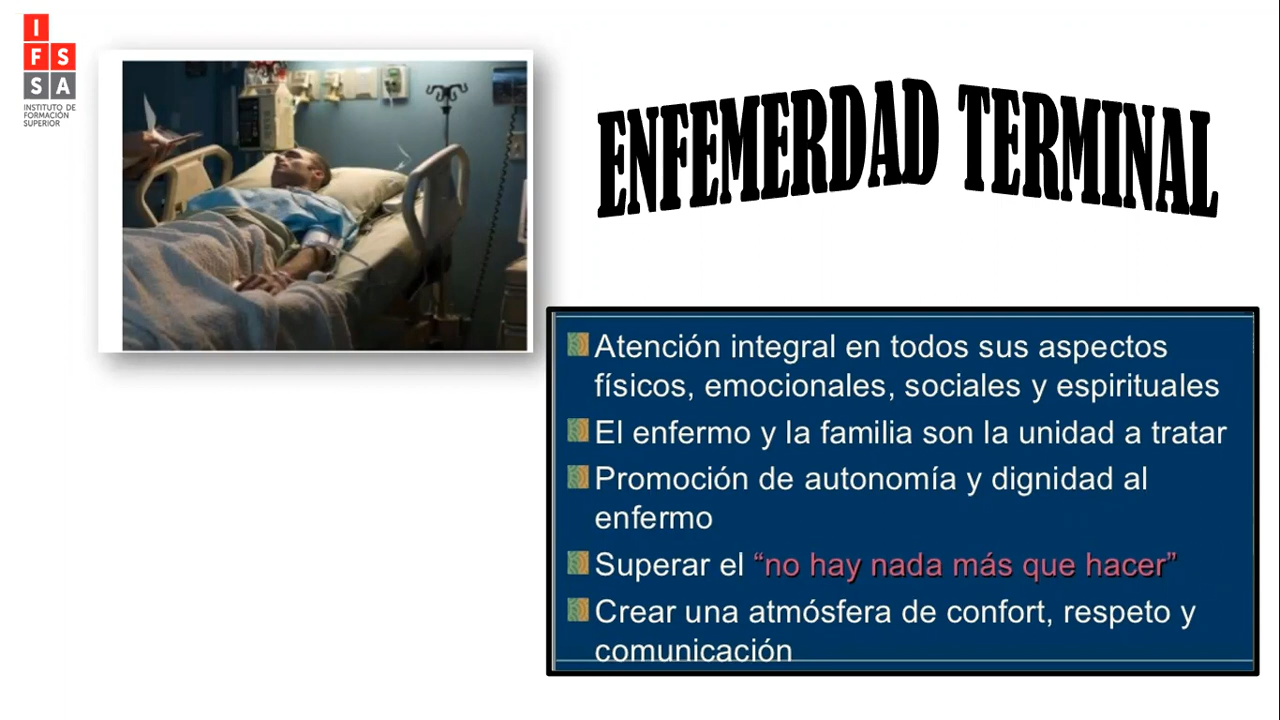 I
F S
S A
INSTITUTO DE
FORMACIÓN
SUPERIOR
ENFEMERDAD TERMINAL
Atención integral en todos sus aspectos
físicos, emocionales, sociales y espirituales
El enfermo y la familia son la unidad a tratar
Promoción de autonomía y dignidad al
enfermo
Superar el “no hay nada más que hacer”
Crear una atmósfera de confort, respeto y
comunicación